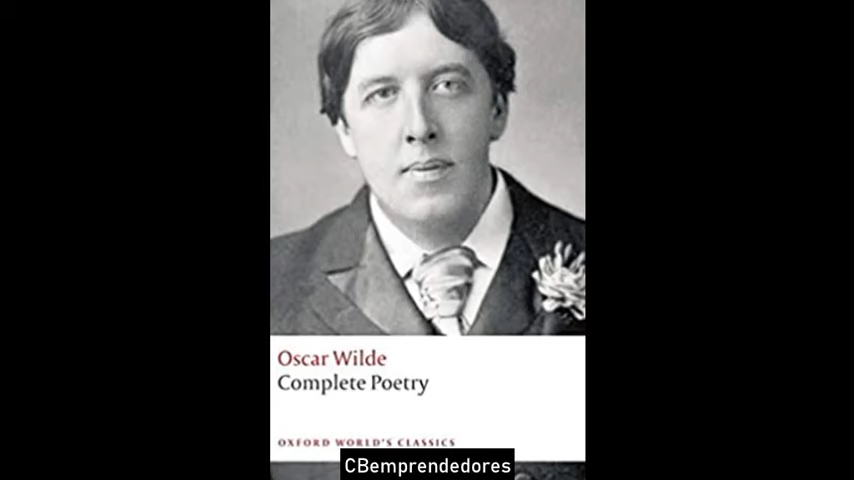 Oscar Wilde
Complete Poetry
OXFORD WORLD'S CLASSICS
CBemprendedores